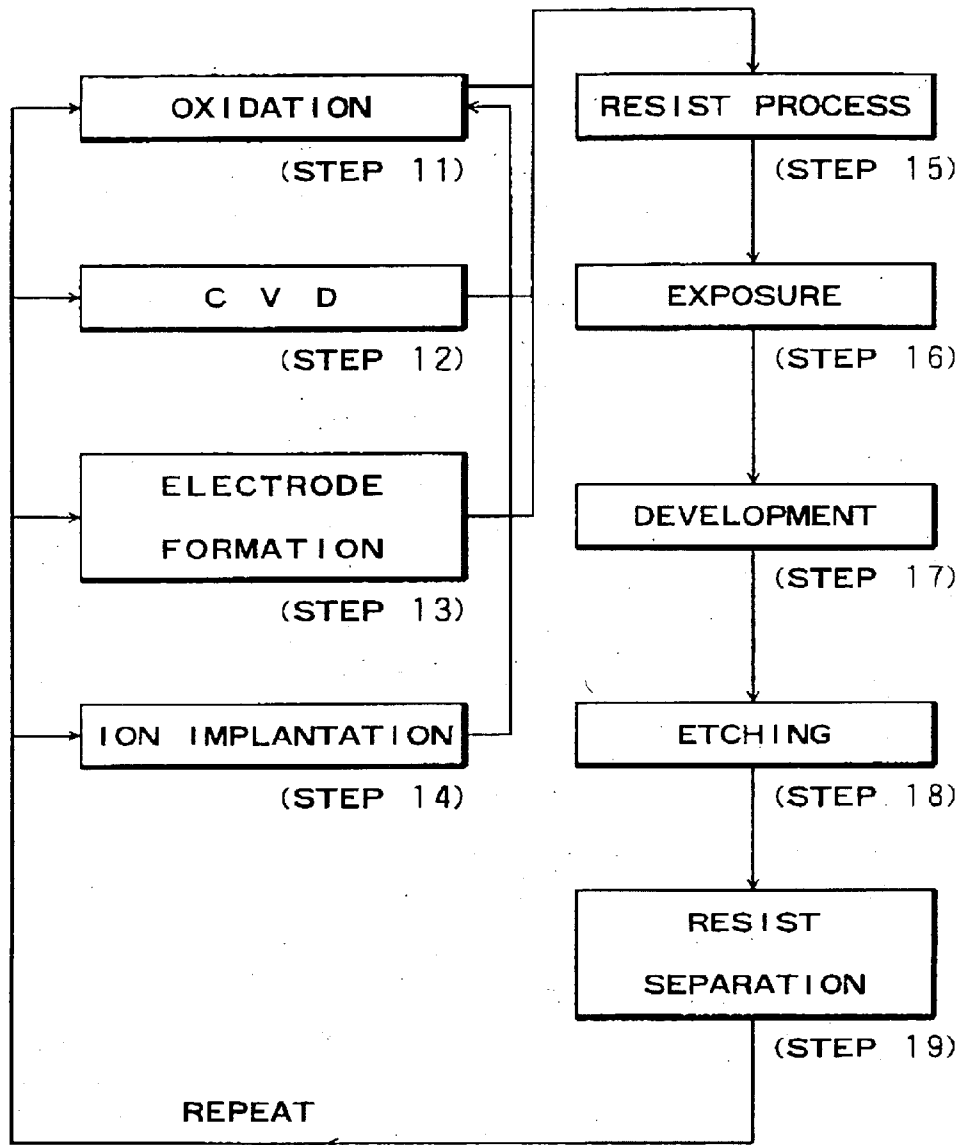 OXIDATION
(STEP 11)
C V D
(STEP 12)
ELECTRODE
FORMATION
(STEP 13)
ION IMPLANTATION
(STEP 14)
RESIST PROCESS
(STEP 15)
EXPOSURE
(STEP 16)
DEVELOPMENT
(STEP 17)
ETCHING
(STEP 18)
RESIST
SEPARATION
(STEP 19)
REPEAT